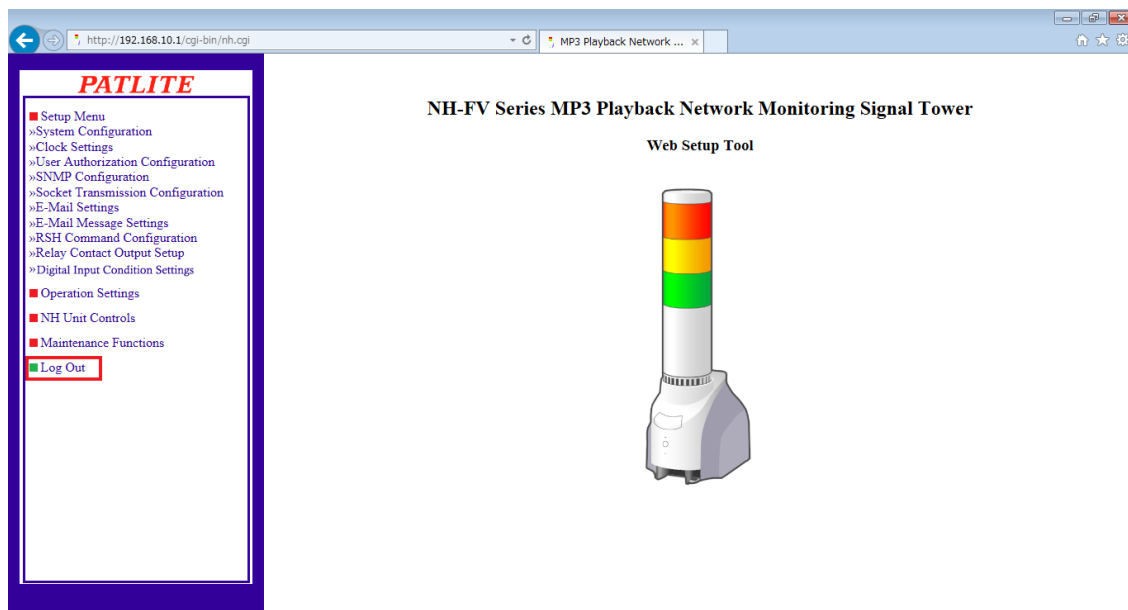 http://192.168.10.1/cgi-bin/nh.cgi
MP3 Playback Network ...
PATLITE
Setup Menu
»System Configuration
»Clock Settings
»User Authorization Configuration
»SNMP Configuration
»Socket Transmission Configuration
»E-Mail Settings
»E-Mail Message Settings
»RSH Command Configuration
»Relay Contact Output Setup
»Digital Input Condition Settings
Operation Settings
NH Unit Controls
Maintenance Functions
Log Out
NH-FV Series MP3 Playback Network Monitoring Signal Tower
Web Setup Tool